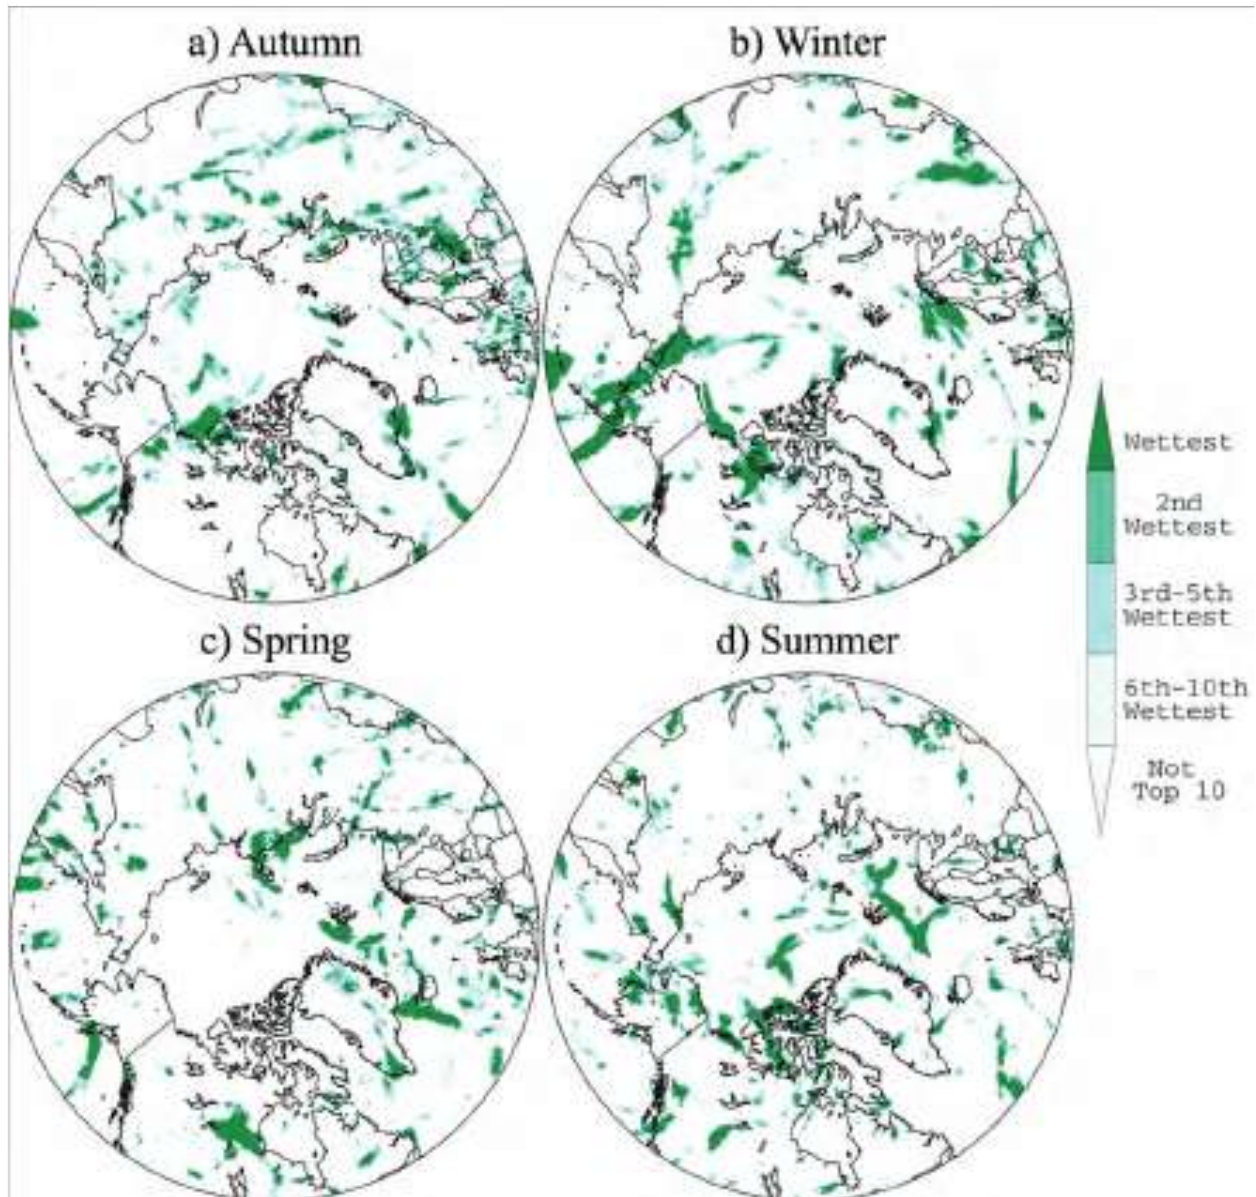 a) Autumn
b) Winter
c) Spring
d) Summer
Wettest
2nd
Wettest
3rd-5th
Wettest
6th-10th
Wettest
Not
Top 10